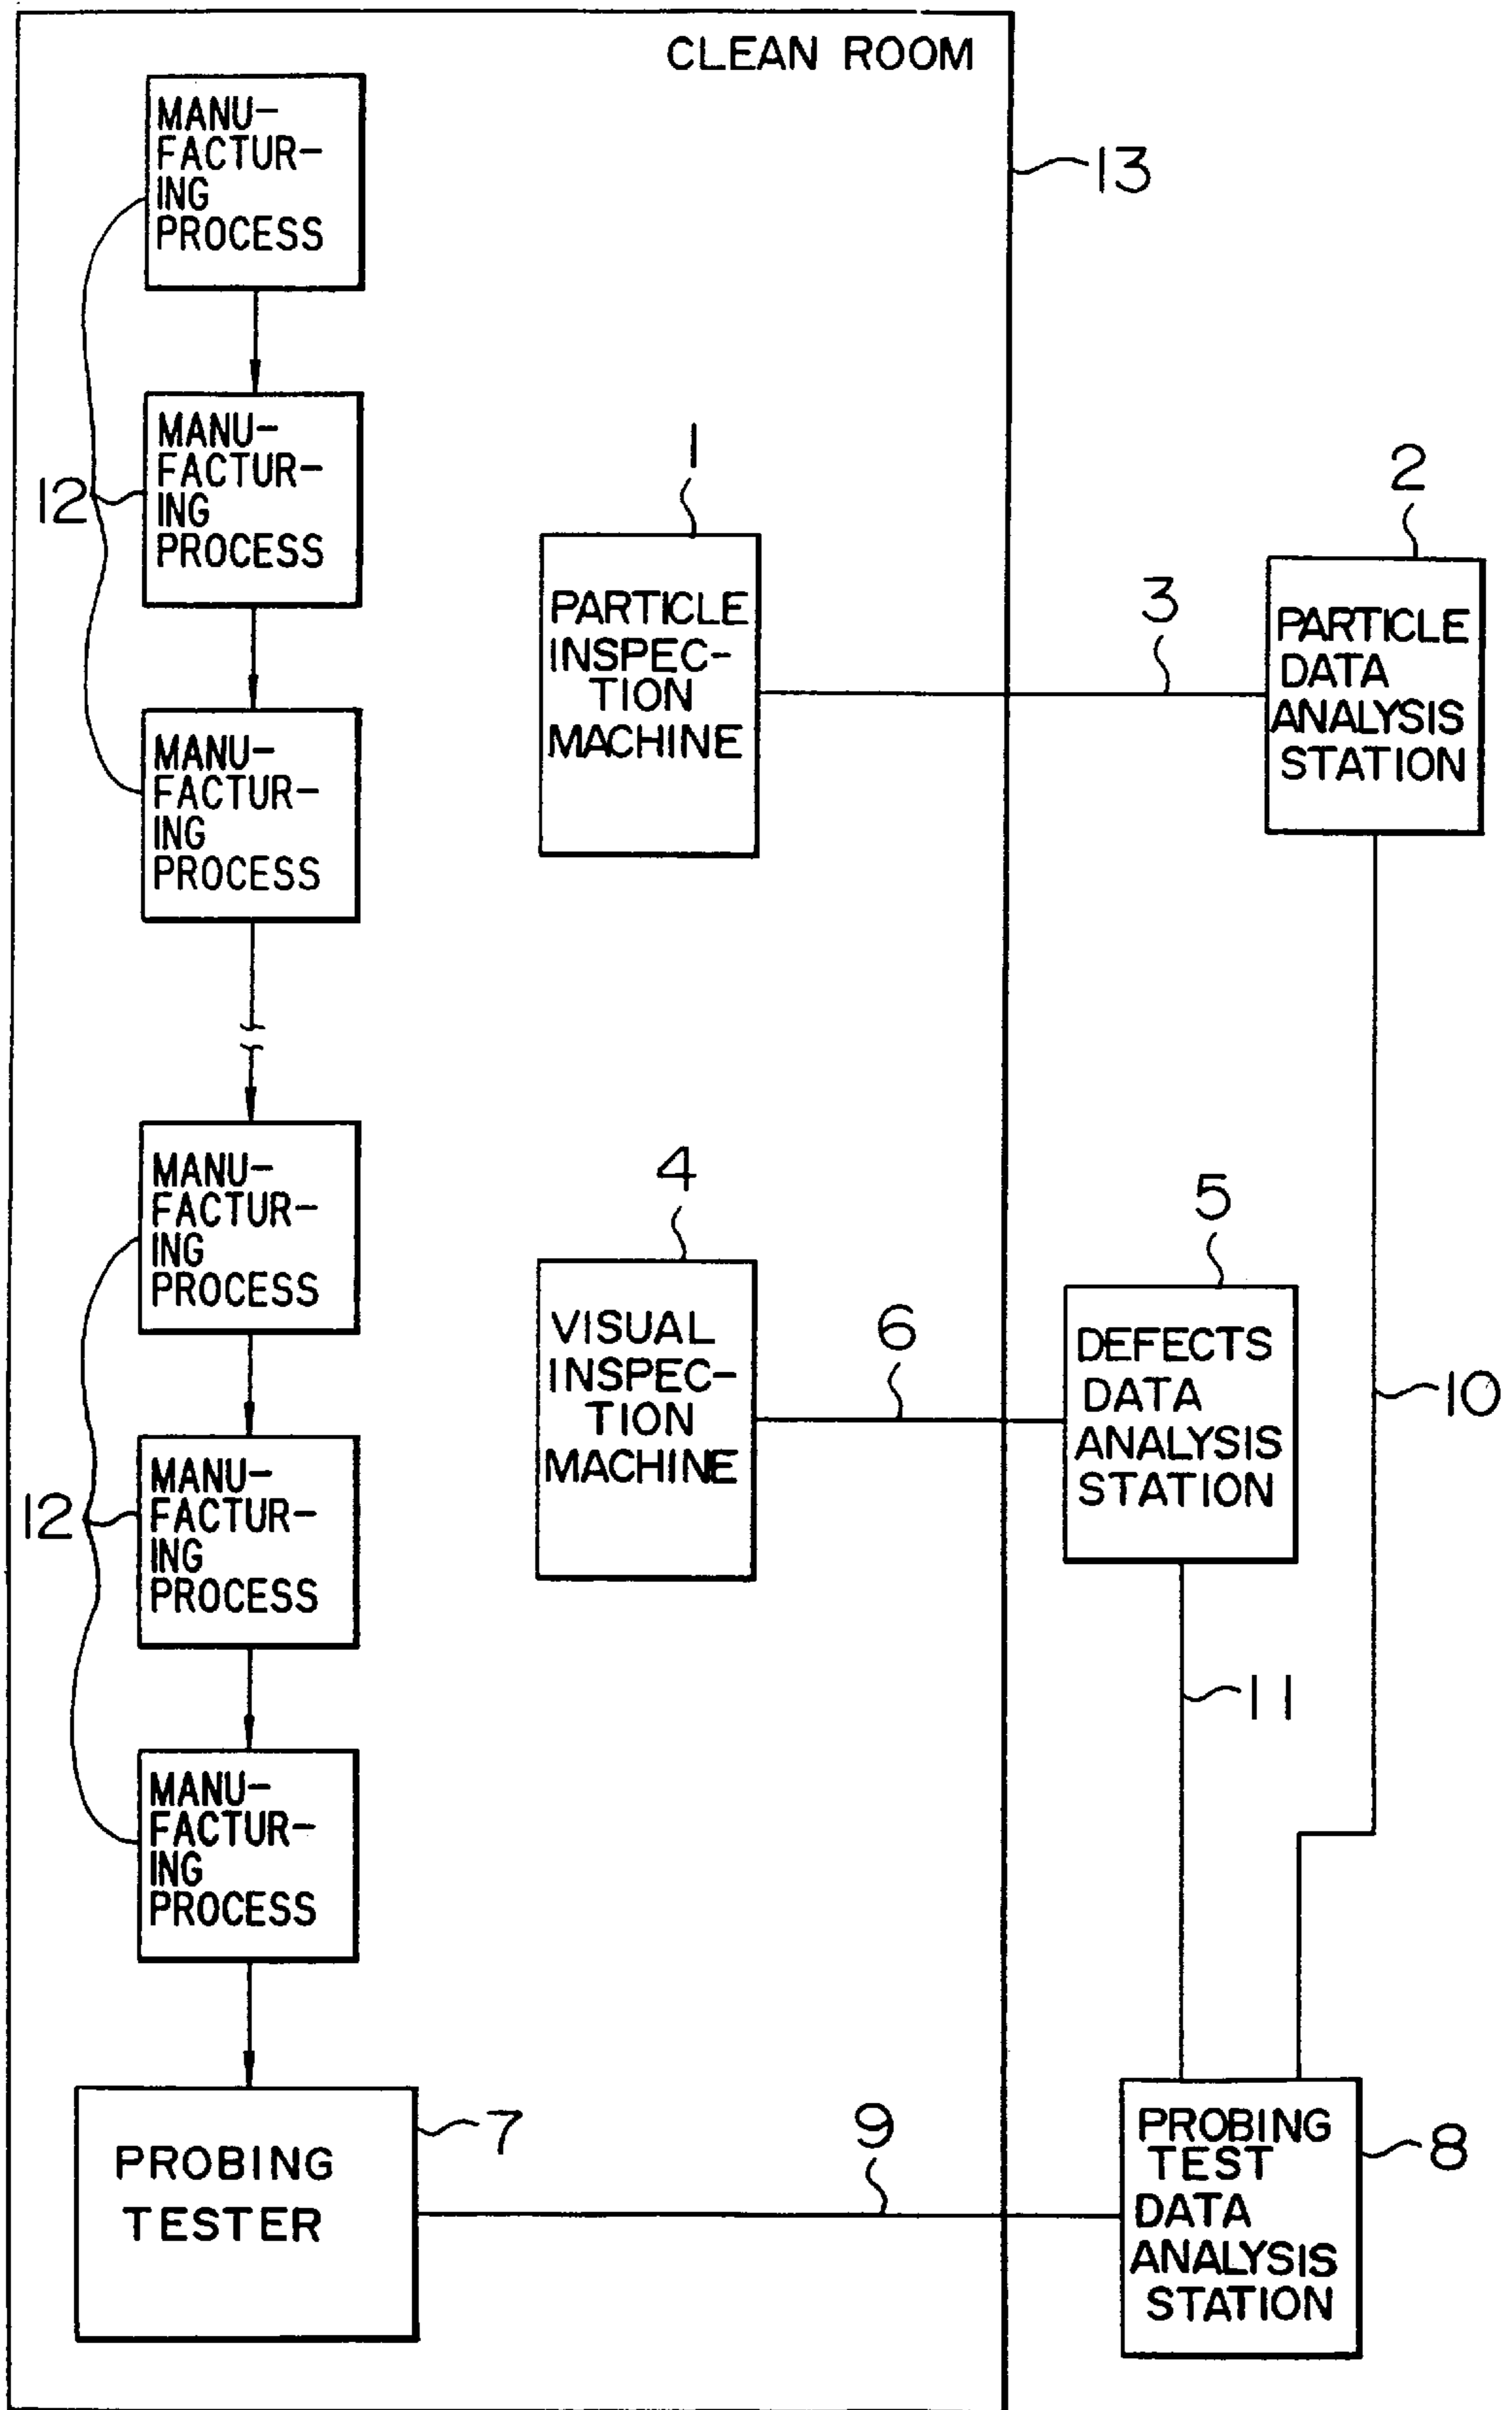 CLEAN ROOM
13
MANU-
FACTUR-
ING
PROCESS
12
MANU-
FACTUR-
ING
PROCESS
MANU-
FACTUR-
ING
PROCESS
1
PARTICLE
INSPEC-
TION
MACHINE
3
2
PARTICLE
DATA
ANALYSIS
STATION
10
MANU-
FACTUR-
ING
PROCESS
12
MANU-
FACTUR-
ING
PROCESS
MANU-
FACTUR-
ING
PROCESS
4
VISUAL
INSPEC-
TION
MACHINE
6
5
DEFECTS
DATA
ANALYSIS
STATION
11
PROBING
TESTER
7
9
PROBING
TEST
DATA
ANALYSIS
STATION
8